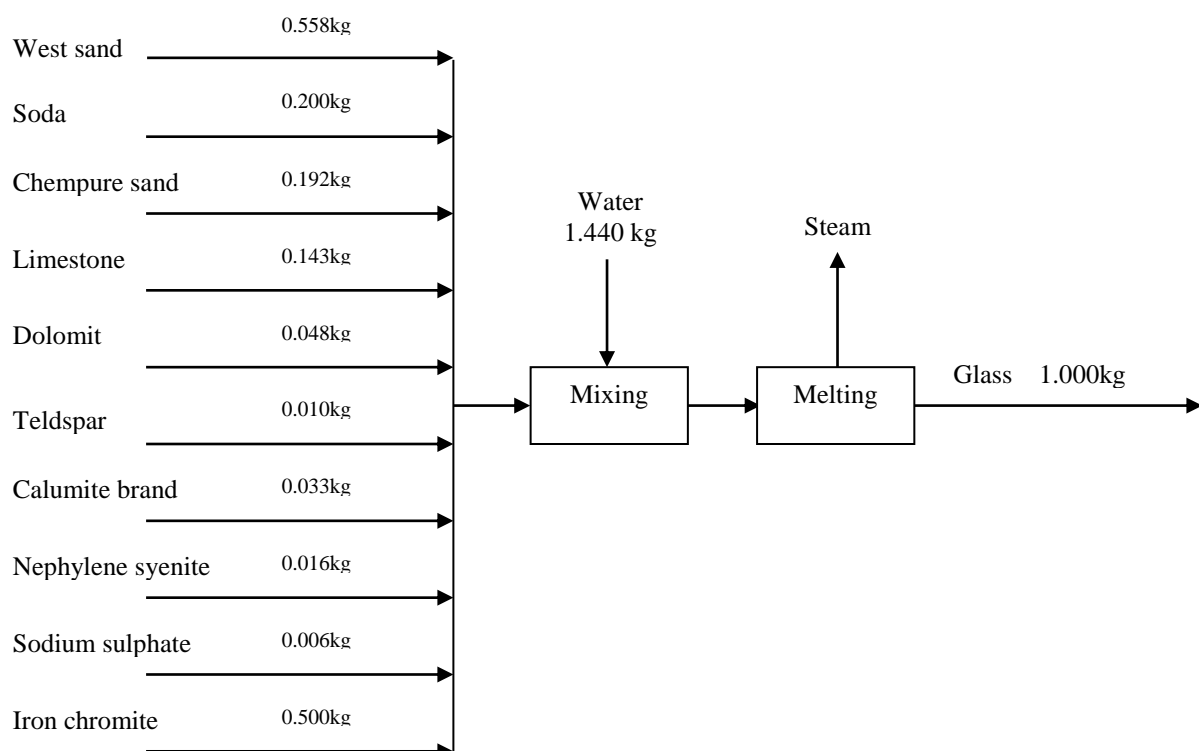 West sand 0.558kg
Soda 0.200kg
Chempure sand 0.192kg
Limestone 0.143kg
Dolomit 0.048kg
Teldspar 0.010kg
Calumite brand 0.033kg
Nephylene syenite 0.016kg
Sodium sulphate 0.006kg
Iron chromite 0.500kg
Water
1.440 kg
Mixing
Steam
Melting
Glass 1.000kg